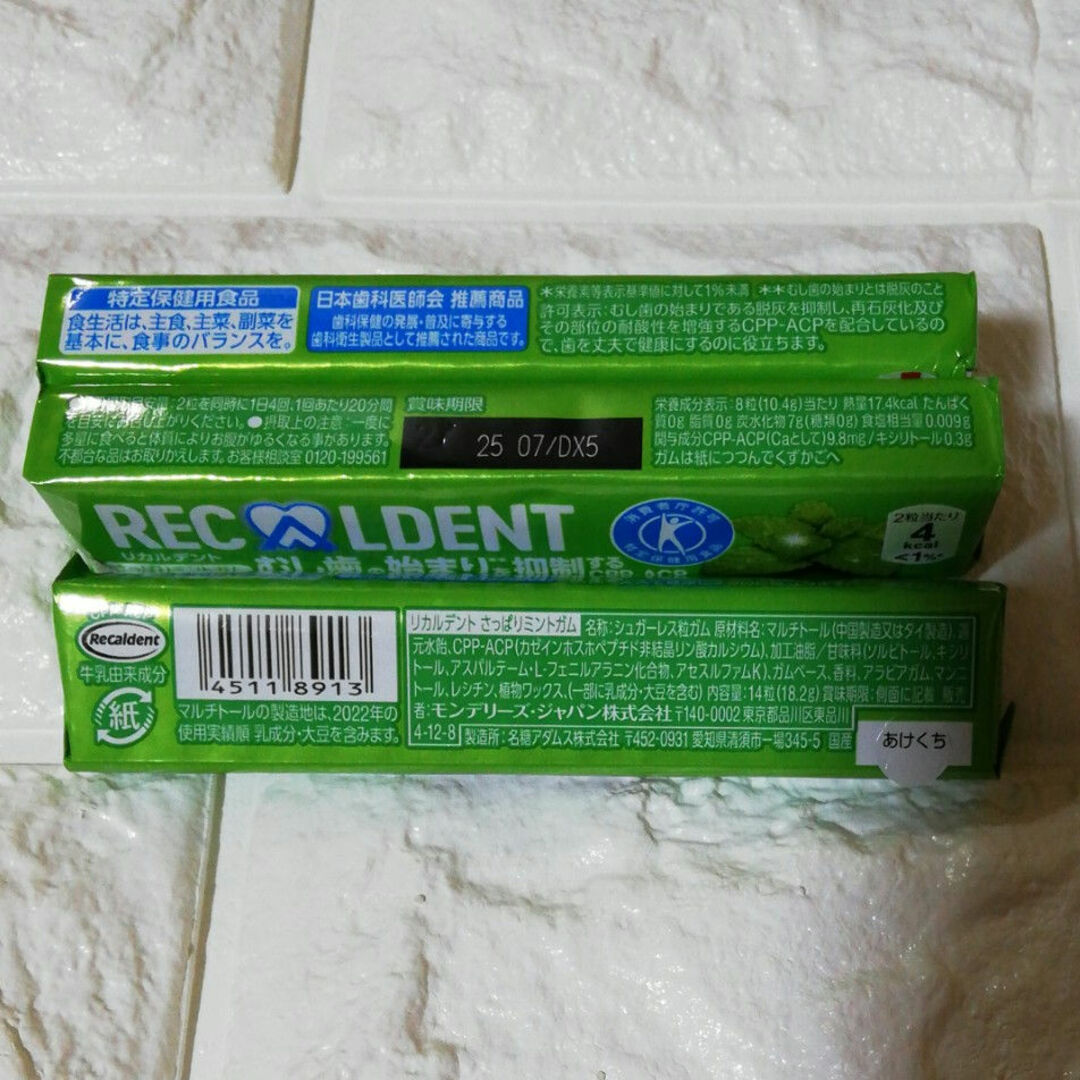 特定保健用食品
食生活は、主食、主菜、副菜を
基本に、食事のバランスを。
日本歯科医師会 推薦商品
歯科保健の発展・普及に寄与する
歯科衛生製品として推薦された商品です。
*栄養素等表示基準値に対して1%未満 **むし歯の始まりとは脱灰のこと
許可表示:むし歯の始まりである脱灰を抑制し、再石灰化及び
その部位の耐酸性を増強するCPP-ACPを配合しているの
で、歯を丈夫で健康にするのに役立ちます。
2粒を同時に1日4回、1回あたり20分間
を目安に ●摂取上の注意:一度に
多量に食べると体質によりお腹がゆるくなる事があります。
不都合な品はお取りかえします。お客様相談室 0120-199561
賞味期限
25 07/DX5
栄養成分表示:8粒(10.4g)当たり 熱量17.4kcal たんぱく
質0g 脂質0g 炭水化物7g(糖類0g) 食塩相当量0.009g
関与成分CPP-ACP(Caとして)9.8mg/キシリトール0.3g
ガムは紙につつんでくずかごへ
RECALDENT
リカルデント
むし歯の始まりを抑制する
CPP-ACP
消費者庁許可
特定保健用食品
2粒当たり
4
kcal
<1%*
CPP-ACP
Recaldent
牛乳由来成分
紙
4511 8913
マルチトールの製造地は、2022年の
使用実績順 乳成分・大豆を含みます。
リカルデント さっぱりミントガム 名称:シュガーレス粒ガム 原材料名:マルチトール(中国製造又はタイ製造)、還
元水飴、CPP-ACP(カゼインホスホペプチド非結晶リン酸カルシウム)、加工油脂/甘味料(ソルビトール、キシリ
トール、アスパルテーム・L-フェニルアラニン化合物、アセスルファムK)、ガムベース、香料、アラビアガム、マンニ
トール、レシチン、植物ワックス、(一部に乳成分・大豆を含む) 内容量:14粒(18.2g) 賞味期限:側面に記載 販売
者:モンデリーズ・ジャパン株式会社 〒140-0002 東京都品川区東品川
4-12-8 製造所:名糖アダムス株式会社 〒452-0931 愛知県清須市一場345-5 国産
あけくち